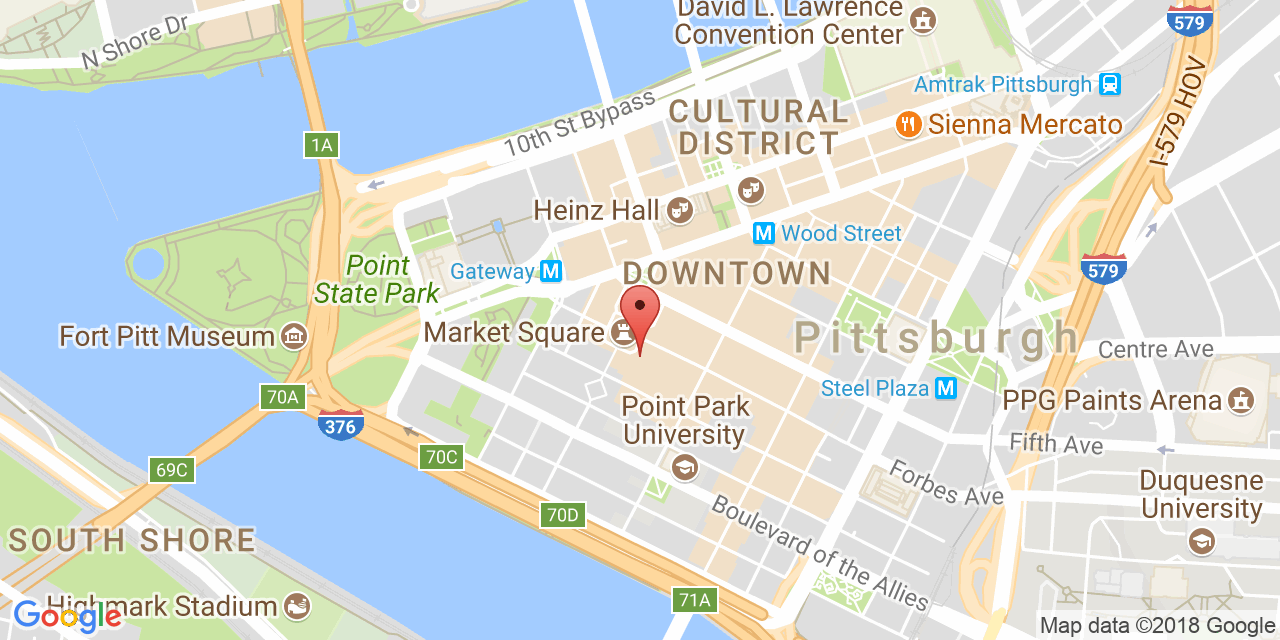 David L. Lawrence
Convention Center
579
N Shore Dr
Amtrak Pittsburgh
I-579 HOV
10th St Bypass
CULTURAL
DISTRICT
Sienna Mercato
1A
Heinz Hall
M Wood Street
Gateway M
DOWNTOWN
579
Point
State Park
Fort Pitt Museum
Market Square
Pittsburgh
Centre Ave
Steel Plaza M
PPG Paints Arena
70A
376
Point Park
University
Fifth Ave
70C
69C
Forbes Ave
Duquesne
University
70D
Boulevard of the Allies
SOUTH SHORE
71A
Highmark Stadium
Google
Map data ©2018 Google